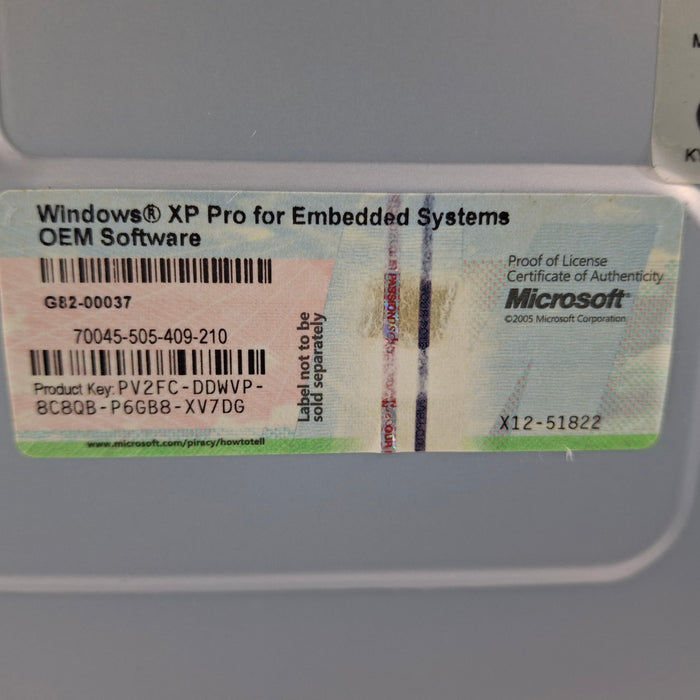 Windows® XP Pro for Embedded Systems
OEM Software
G82-00037
70045-505-409-210
Product Key: PV2FC-DDWVP-
8C8QB-P6GB8-XV7DG
www.microsoft.com/piracy/howtotell
Label not to be
sold separately
Proof of License
Certificate of Authenticity
Microsoft
©2005 Microsoft Corporation.
X12-51822